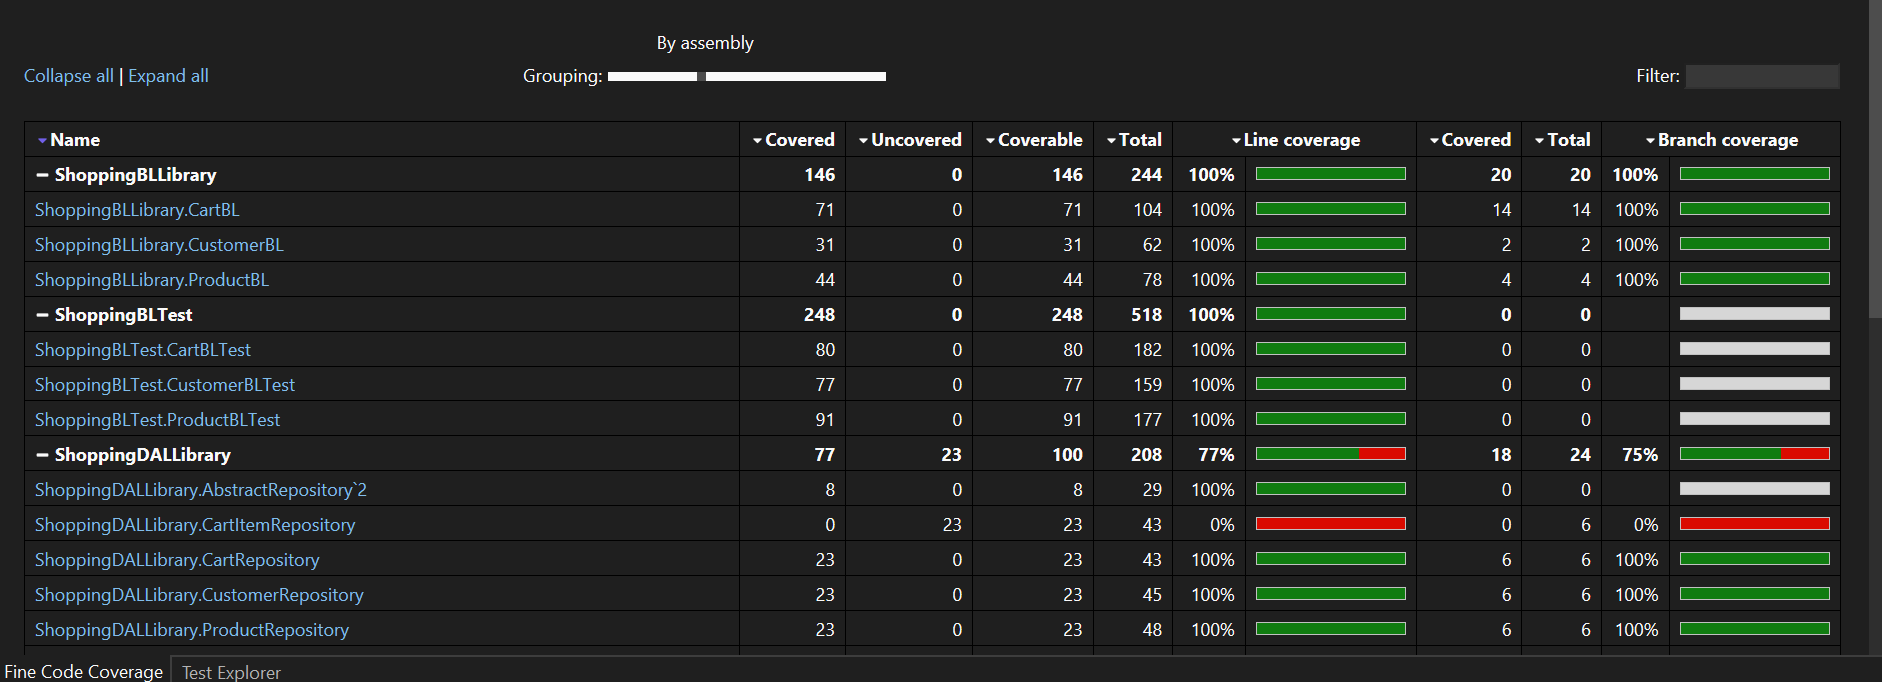 By assembly
Collapse all | Expand all Grouping: Filter:
Name Covered Uncovered Coverable Total Line coverage Covered Total Branch coverage
ShoppingBLLibrary 146 0 146 244 100% 20 20 100%
ShoppingBLLibrary.CartBL 71 0 71 104 100% 14 14 100%
ShoppingBLLibrary.CustomerBL 31 0 31 62 100% 2 2 100%
ShoppingBLLibrary.ProductBL 44 0 44 78 100% 4 4 100%
ShoppingBLTest 248 0 248 518 100% 0 0
ShoppingBLTest.CartBLTest 80 0 80 182 100% 0 0
ShoppingBLTest.CustomerBLTest 77 0 77 159 100% 0 0
ShoppingBLTest.ProductBLTest 91 0 91 177 100% 0 0
ShoppingDALLibrary 77 23 100 208 77% 18 24 75%
ShoppingDALLibrary.AbstractRepository`2 8 0 8 29 100% 0 0
ShoppingDALLibrary.CartItemRepository 0 23 23 43 0% 0 6 0%
ShoppingDALLibrary.CartRepository 23 0 23 43 100% 6 6 100%
ShoppingDALLibrary.CustomerRepository 23 0 23 45 100% 6 6 100%
ShoppingDALLibrary.ProductRepository 23 0 23 48 100% 6 6 100%
Fine Code Coverage Test Explorer